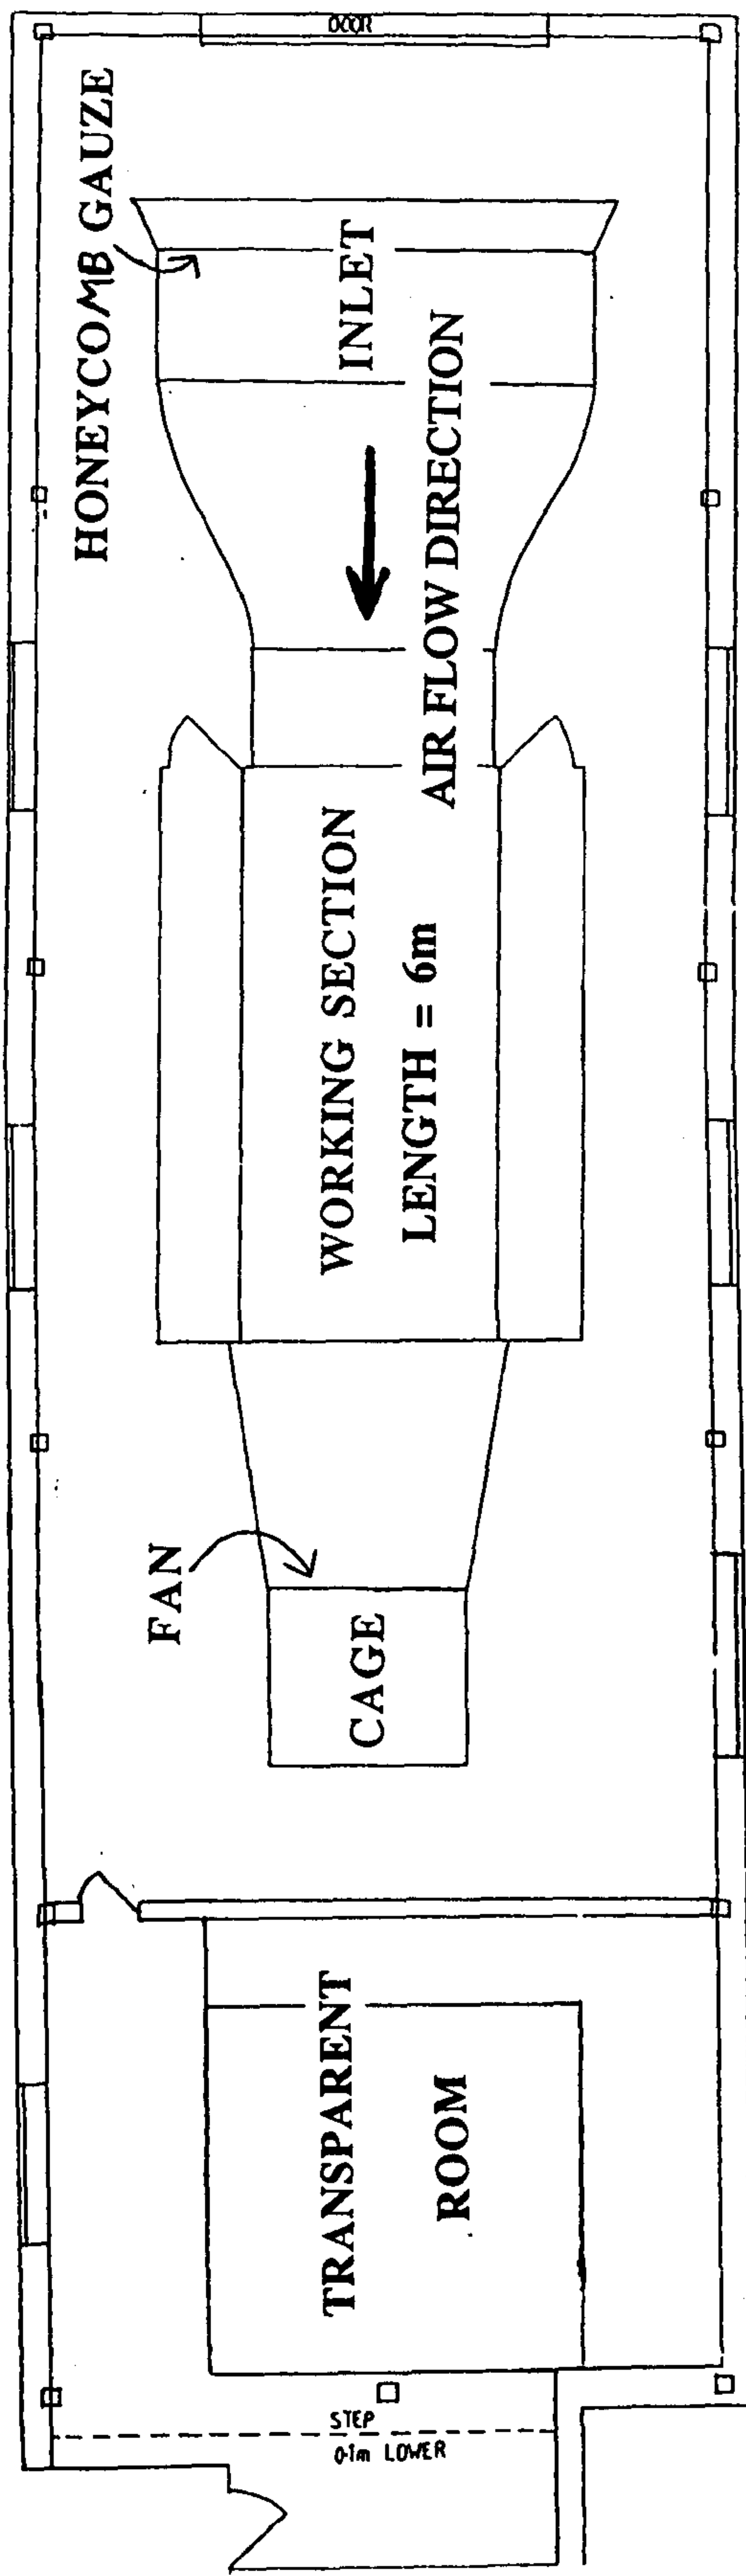 DOOR
HONEYCOMB GAUZE
INLET
AIR FLOW DIRECTION
WORKING SECTION
LENGTH = 6m
FAN
CAGE
TRANSPARENT
ROOM
STEP
0·1m LOWER